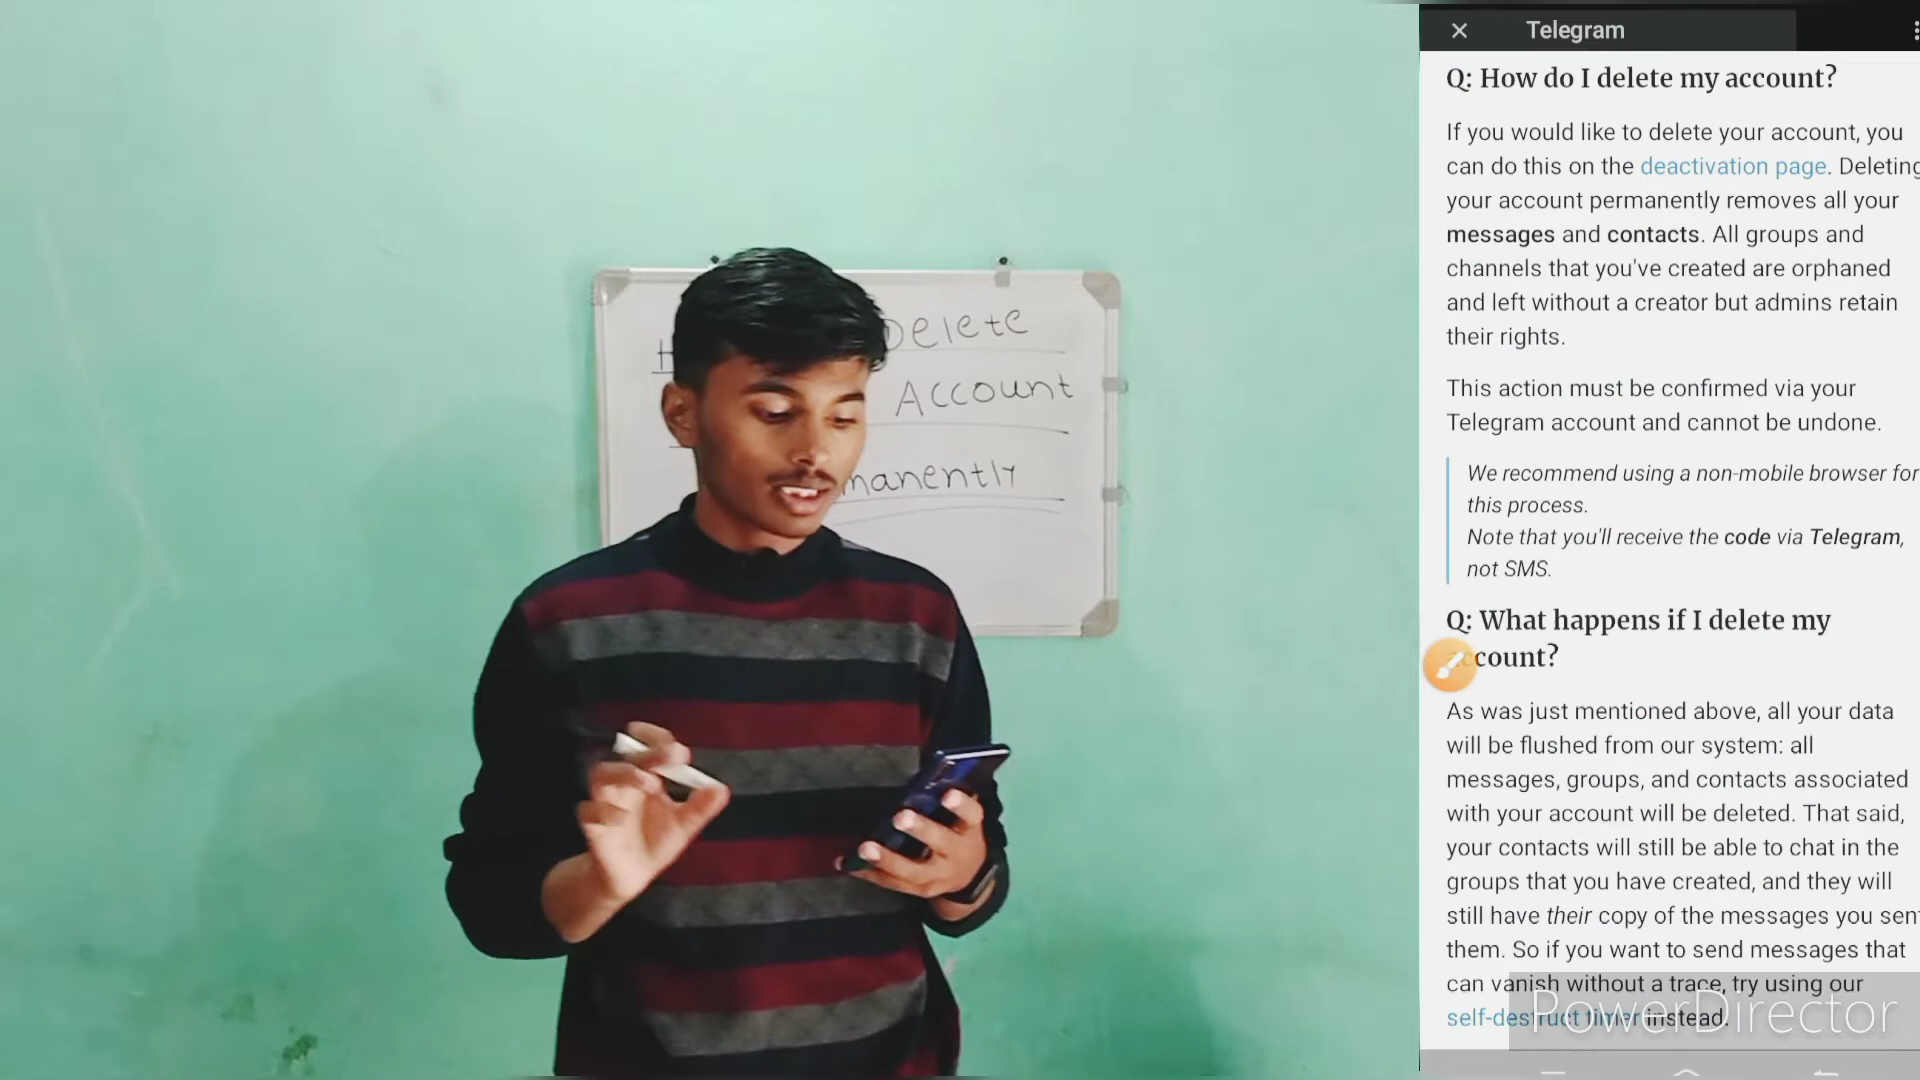 Delete
Account
manently
Telegram
Q: How do I delete my account?
If you would like to delete your account, you
can do this on the deactivation page. Deleting
your account permanently removes all your
messages and contacts. All groups and
channels that you've created are orphaned
and left without a creator but admins retain
their rights.
This action must be confirmed via your
Telegram account and cannot be undone.
We recommend using a non-mobile browser for
this process.
Note that you'll receive the code via Telegram,
not SMS.
Q: What happens if I delete my
account?
As was just mentioned above, all your data
will be flushed from our system: all
messages, groups, and contacts associated
with your account will be deleted. That said,
your contacts will still be able to chat in the
groups that you have created, and they will
still have their copy of the messages you sent
them. So if you want to send messages that
can vanish without a trace, try using our
self-destruct timer instead.
PowerDirector